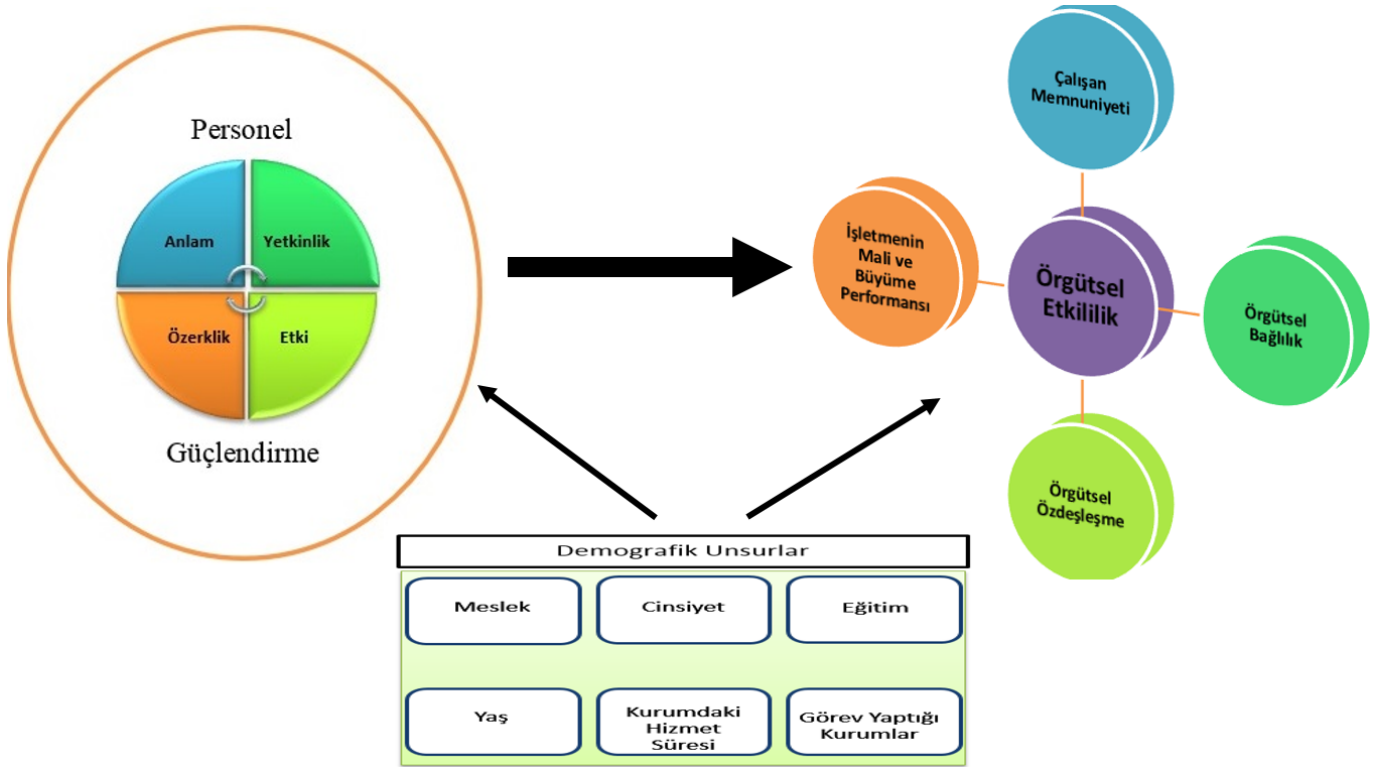 Personel
Anlam
Yetkinlik
Özerklik
Etki
Güçlendirme
Çalışan
Memnuniyeti
İşletmenin
Mali ve
Büyüme
Performansı
Örgütsel
Etkililik
Örgütsel
Bağlılık
Örgütsel
Özdeşleşme
Demografik Unsurlar
Meslek
Cinsiyet
Eğitim
Yaş
Kurumdaki
Hizmet
Süresi
Görev Yaptığı
Kurumlar